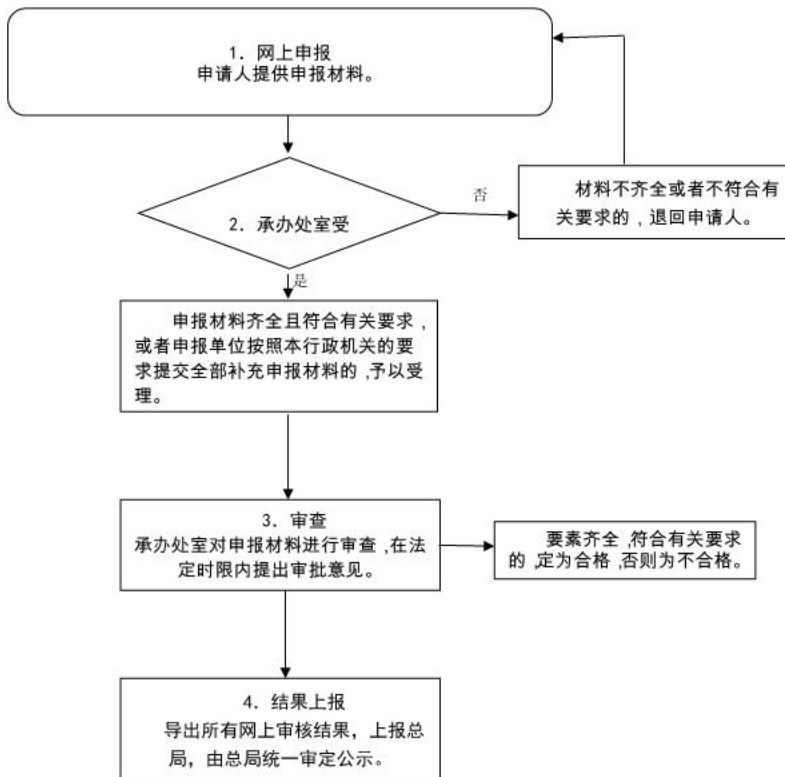 1. 网上申报
申请人提供申报材料。
2. 承办处室受
否
材料不齐全或者不符合有
关要求的，退回申请人。
是
申报材料齐全且符合有关要求，
或者申报单位按照本行政机关的要
求提交全部补充申报材料的，予以受
理。
3. 审查
承办处室对申报材料进行审查，在法
定时限内提出审批意见。
要素齐全，符合有关要求
的，定为合格，否则为不合格。
4. 结果上报
导出所有网上审核结果，上报总
局，由总局统一审定公示。